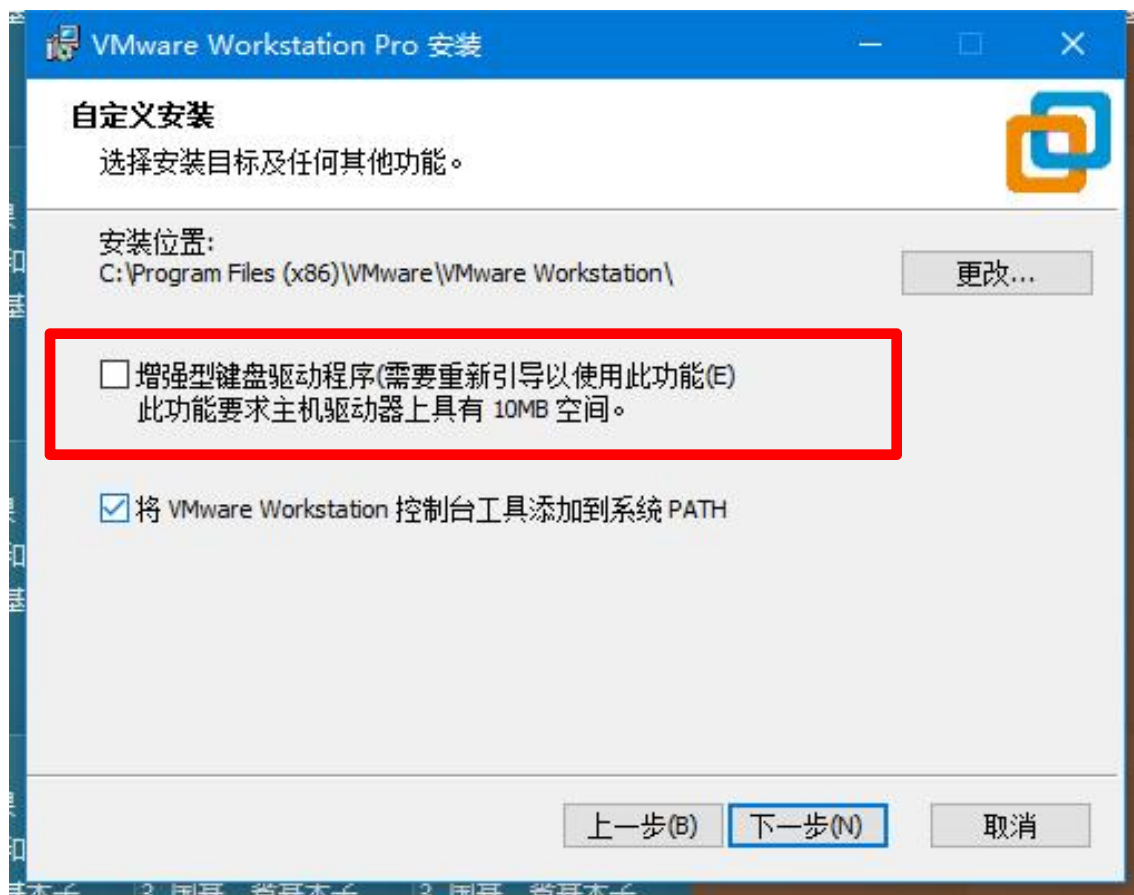 VMware Workstation Pro 安装
自定义安装
选择安装目标及任何其他功能。
安装位置:
C:\Program Files (x86)\VMware\VMware Workstation\
更改...
增强型键盘驱动程序(需要重新引导以使用此功能(E)
此功能要求主机驱动器上具有 10MB 空间。
将 VMware Workstation 控制台工具添加到系统 PATH
上一步(B)
下一步(N)
取消